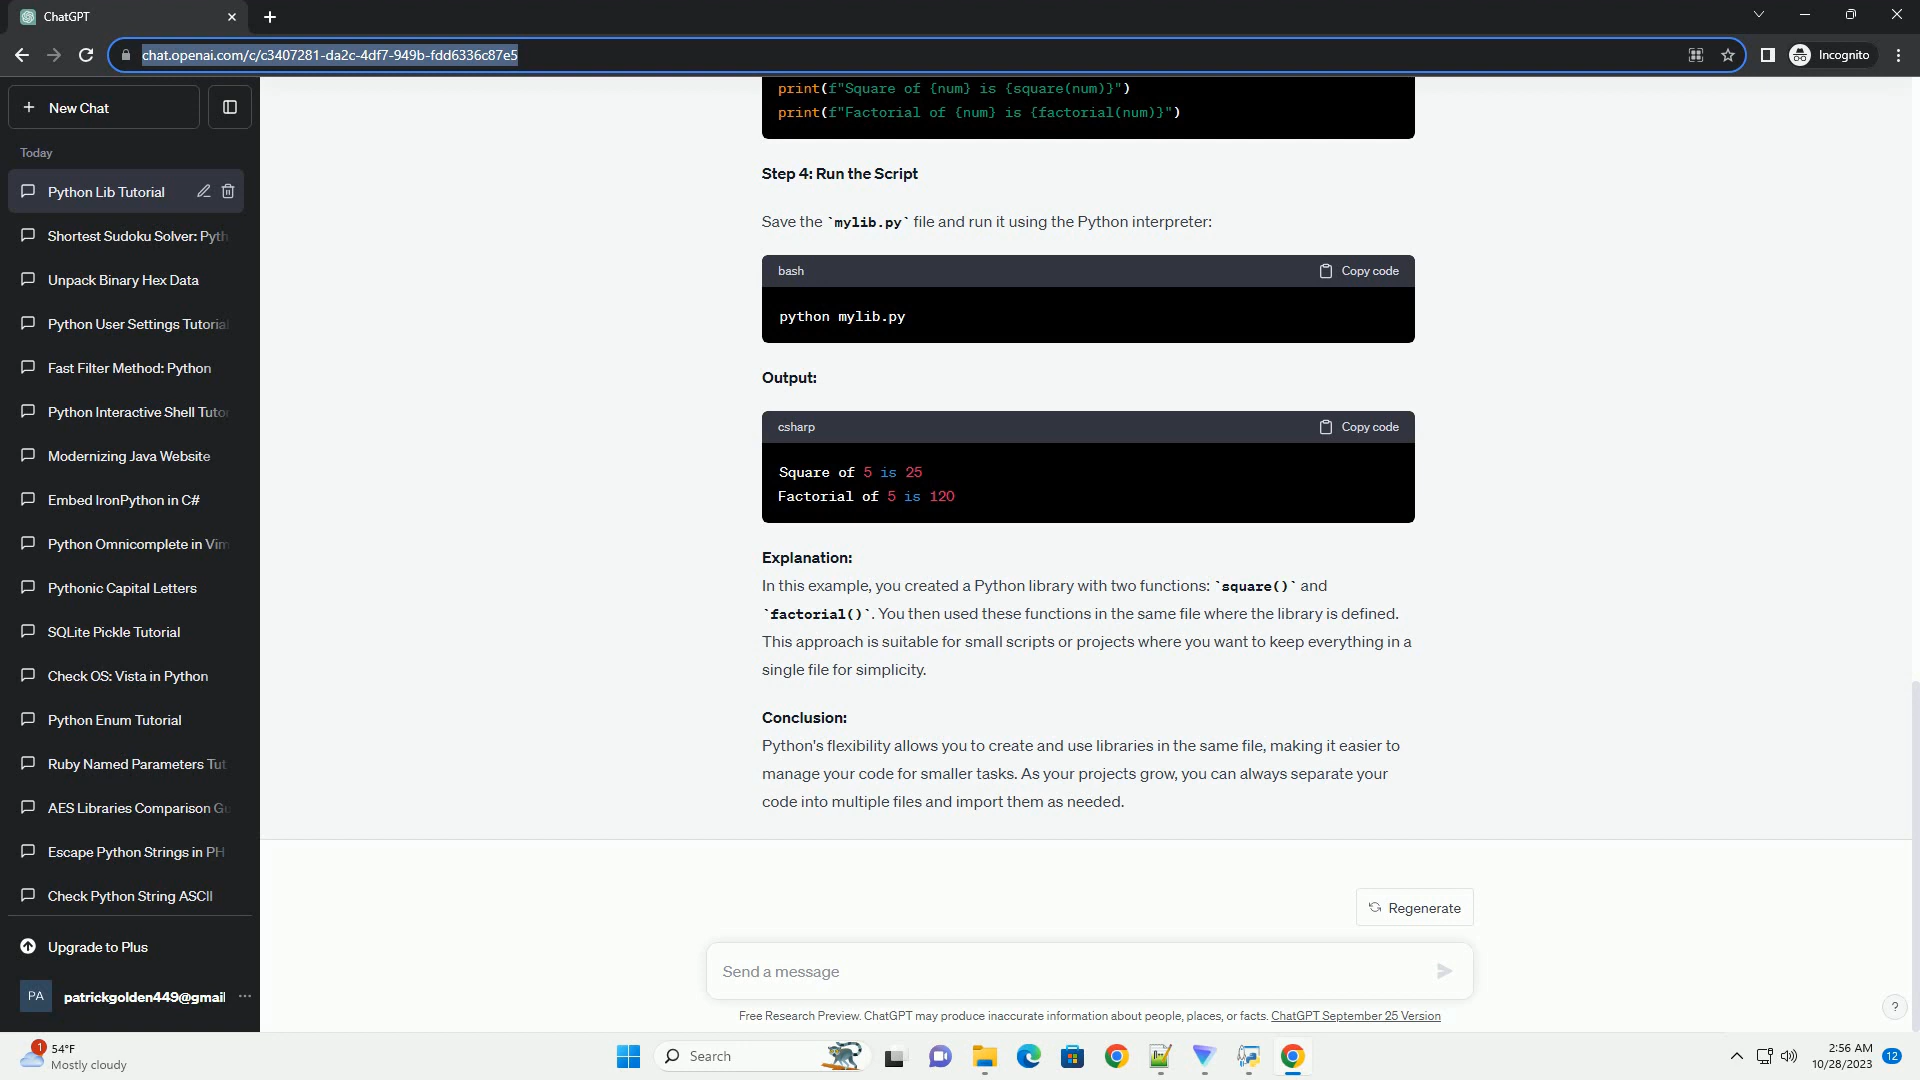 ChatGPT
chat.openai.com/c/c3407281-da2c-4df7-949b-fdd6336c87e5
Incognito
New Chat
Today
Python Lib Tutorial
Shortest Sudoku Solver: Pyth
Unpack Binary Hex Data
Python User Settings Tutorial
Fast Filter Method: Python
Python Interactive Shell Tutor
Modernizing Java Website
Embed IronPython in C#
Python Omnicomplete in Vim
Pythonic Capital Letters
SQLite Pickle Tutorial
Check OS: Vista in Python
Python Enum Tutorial
Ruby Named Parameters Tut
AES Libraries Comparison Gu
Escape Python Strings in PH
Check Python String ASCII
Upgrade to Plus
PA patrickgolden449@gmail
print(f"Square of {num} is {square(num)}")
print(f"Factorial of {num} is {factorial(num)}")
Step 4: Run the Script
Save the `mylib.py` file and run it using the Python interpreter:
bash Copy code
python mylib.py
Output:
csharp Copy code
Square of 5 is 25
Factorial of 5 is 120
Explanation:
In this example, you created a Python library with two functions: `square()` and
`factorial()`. You then used these functions in the same file where the library is defined.
This approach is suitable for small scripts or projects where you want to keep everything in a
single file for simplicity.
Conclusion:
Python's flexibility allows you to create and use libraries in the same file, making it easier to
manage your code for smaller tasks. As your projects grow, you can always separate your
code into multiple files and import them as needed.
Regenerate
Send a message
Free Research Preview. ChatGPT may produce inaccurate information about people, places, or facts. ChatGPT September 25 Version
?
1
54°F
Mostly cloudy
Search
2:56 AM
10/28/2023
12